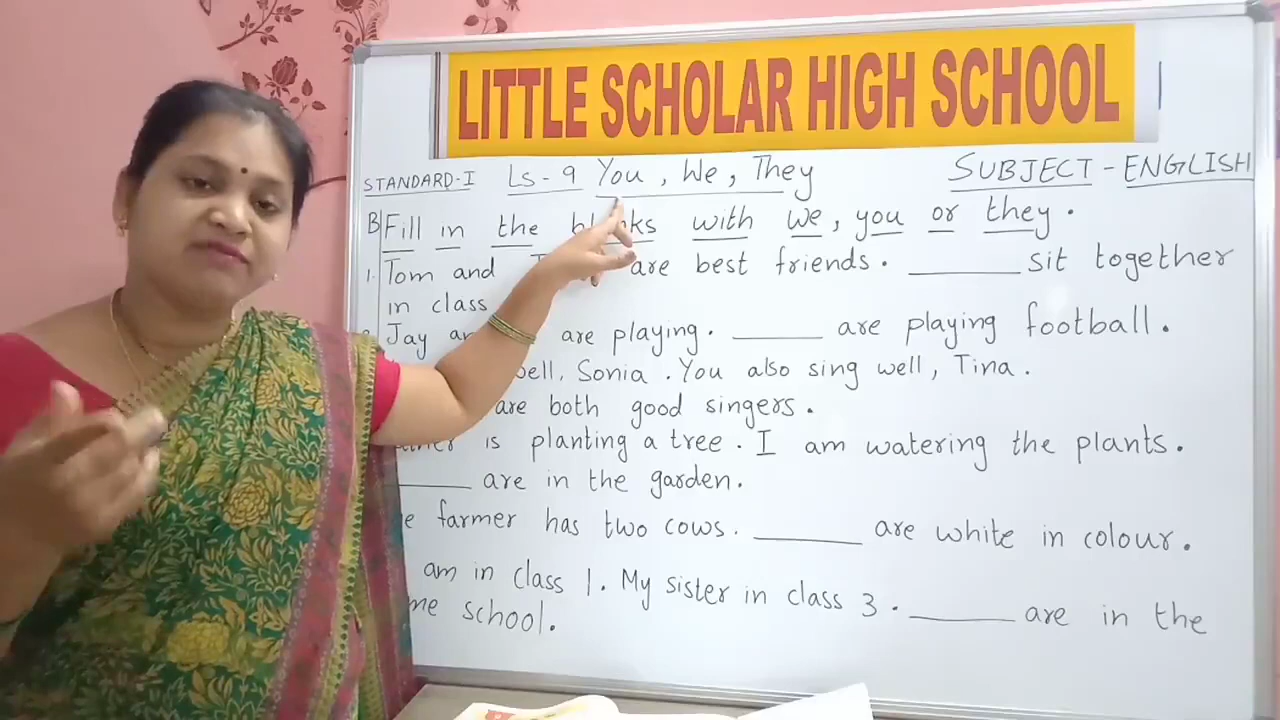 LITTLE SCHOLAR HIGH SCHOOL
STANDARD-I Ls - 9 You, We, They SUBJECT - ENGLISH
B Fill in the blanks with we, you or they.
1. Tom and are best friends. ______ sit together
in class
Jay are playing. ______ are playing football.
well, Sonia. You also sing well, Tina.
are both good singers.
is planting a tree. I am watering the plants.
______ are in the garden.
farmer has two cows. ______ are white in colour.
am in class 1. My sister in class 3. ______ are in the
school.